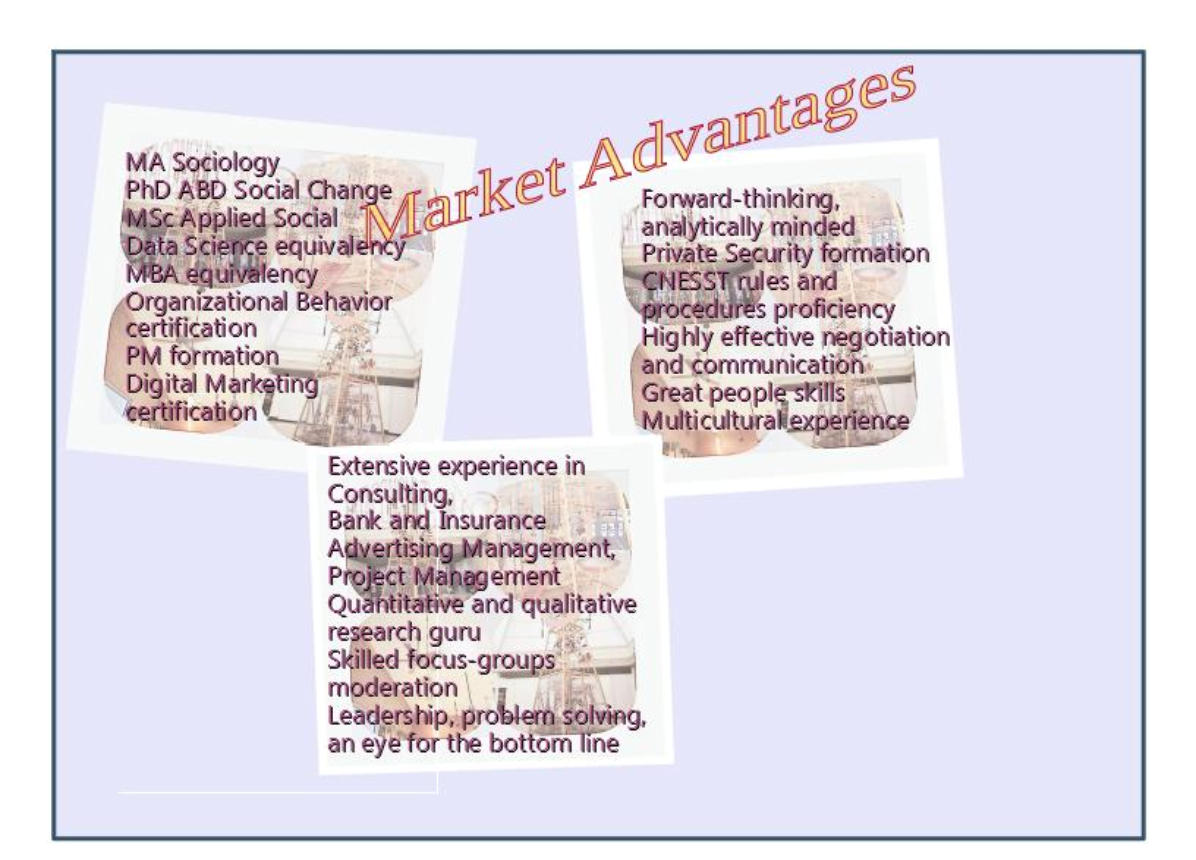 Market Advantages
MA Sociology
PhD ABD Social Change
MSc Applied Social
Data Science equivalency
MBA equivalency
Organizational Behavior
certification
PM formation
Digital Marketing
certification
Forward-thinking,
analytically minded
Private Security formation
CNESST rules and
procedures proficiency
Highly effective negotiation
and communication
Great people skills
Multicultural experience
Extensive experience in
Consulting,
Bank and Insurance
Advertising Management,
Project Management
Quantitative and qualitative
research guru
Skilled focus-groups
moderation
Leadership, problem solving,
an eye for the bottom line